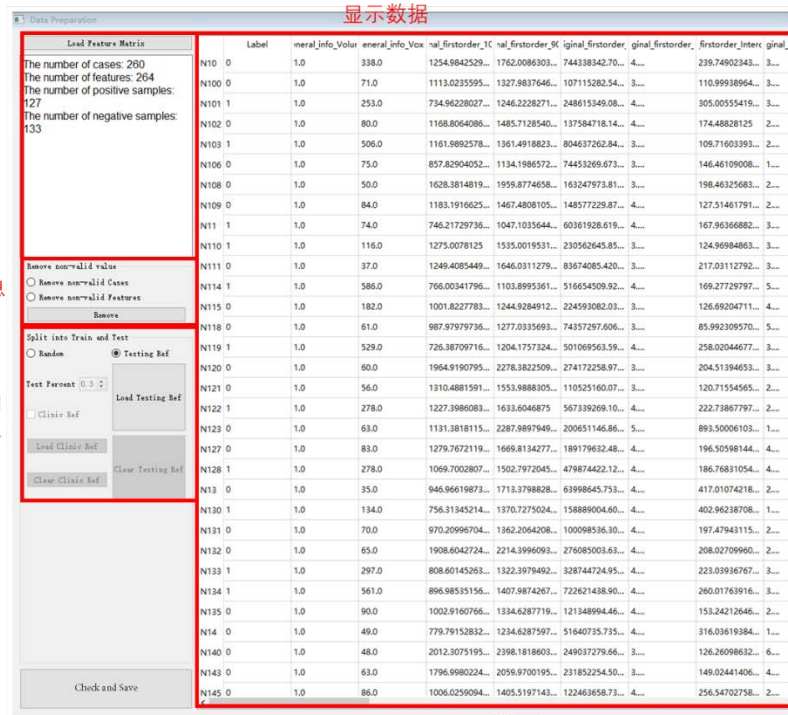 显示数据
Data Preparation
Load Feature Matrix
The number of cases: 260
The number of features: 264
The number of positive samples:
127
The number of negative samples:
133
Remove non-valid value
Remove non-valid Cases
Remove non-valid Features
Remove
息
Split into Train and Test
Random Testing Ref
Test Percent 0.3
Load Testing Ref
Clinic Ref
Load Clinic Ref
Clear Testing Ref
Clear Clinic Ref
Check and Save
Label eneral_info_Volur eneral_info_Vox nal_firstorder_10 nal_firstorder_90 iginal_firstorder_ ginal_firstorder_ firstorder_Interc ginal_
N10 0 1.0 338.0 1254.9842529... 1762.0086303... 744338342.70... 4.... 239.74902343... 3....
N100 0 1.0 71.0 1113.0235595... 1327.9837646... 107115282.54... 3.... 110.99938964... 3....
N101 1 1.0 253.0 734.96228027... 1246.2228271... 248615349.08... 4.... 305.00555419... 3....
N102 0 1.0 80.0 1168.8064086... 1485.7128540... 137584718.14... 4.... 174.48828125 2....
N103 1 1.0 506.0 1161.9892578... 1361.4918823... 804637262.84... 3.... 109.71603393... 2....
N106 0 1.0 75.0 857.82904052... 1134.1986572... 74453269.673... 3.... 146.46109008... 1....
N108 0 1.0 50.0 1628.3814819... 1959.8774658... 163247973.81... 3.... 198.46325683... 2....
N109 0 1.0 84.0 1183.1916625... 1467.4808105... 148577229.87... 4.... 127.51461791... 2....
N11 1 1.0 74.0 746.21729736... 1047.1035644... 60361928.619... 4.... 167.96366882... 3....
N110 1 1.0 116.0 1275.0078125 1535.0019531... 230562645.85... 3.... 124.96984863... 3....
N111 0 1.0 37.0 1249.4085449... 1646.0311279... 83674085.420... 3.... 217.03112792... 3....
N114 1 1.0 586.0 766.00341796... 1103.8995361... 516654509.92... 4.... 169.27729797... 5....
N115 0 1.0 182.0 1001.8227783... 1244.9284912... 224593082.03... 3.... 126.69204711... 4....
N118 0 1.0 61.0 987.97979736... 1277.0335693... 74357297.606... 3.... 85.992309570... 5....
N119 1 1.0 529.0 726.38709716... 1204.1757324... 501069563.59... 4.... 258.02044677... 3....
N120 0 1.0 60.0 1964.9190795... 2278.3822509... 274172258.97... 3.... 204.51394653... 3....
N121 0 1.0 56.0 1310.4881591... 1553.9888305... 110525160.07... 3.... 120.71554565... 2....
N122 1 1.0 278.0 1227.3986083... 1633.6046875 567339269.10... 4.... 222.73867797... 2....
N123 0 1.0 63.0 1131.3818115... 2287.9897949... 200651146.86... 5.... 893.50006103... 1....
N127 0 1.0 83.0 1279.7672119... 1669.8134277... 189179632.48... 4.... 196.50598144... 4....
N128 1 1.0 278.0 1069.7002807... 1502.7972045... 479874422.12... 4.... 186.76831054... 4....
N13 0 1.0 35.0 946.96619873... 1713.3798828... 63998645.753... 4.... 417.01074218... 2....
N130 1 1.0 134.0 756.31345214... 1370.7275024... 158889004.60... 4.... 402.96238708... 1....
N131 0 1.0 70.0 970.20996704... 1362.2064208... 100098536.30... 4.... 197.47943115... 2....
N132 0 1.0 65.0 1908.6042724... 2214.3996093... 276085003.63... 4.... 208.02709960... 2....
N133 1 1.0 297.0 808.60145263... 1322.3979492... 328744724.95... 4.... 223.03936767... 3....
N134 1 1.0 561.0 896.98535156... 1407.9874267... 722621438.90... 4.... 260.01763916... 3....
N135 0 1.0 90.0 1002.9160766... 1334.6287719... 121348994.46... 4.... 153.24212646... 2....
N14 0 1.0 49.0 779.79152832... 1234.6287597... 51640735.735... 4.... 316.03619384... 1....
N140 0 1.0 48.0 2012.3075195... 2398.1818603... 249037279.66... 3.... 126.26098632... 6....
N143 0 1.0 63.0 1796.9980224... 2059.9700195... 231852254.50... 3.... 149.02441406... 4....
N145 0 1.0 86.0 1006.0259094... 1405.5197143... 122463658.73... 4.... 256.54702758... 2....